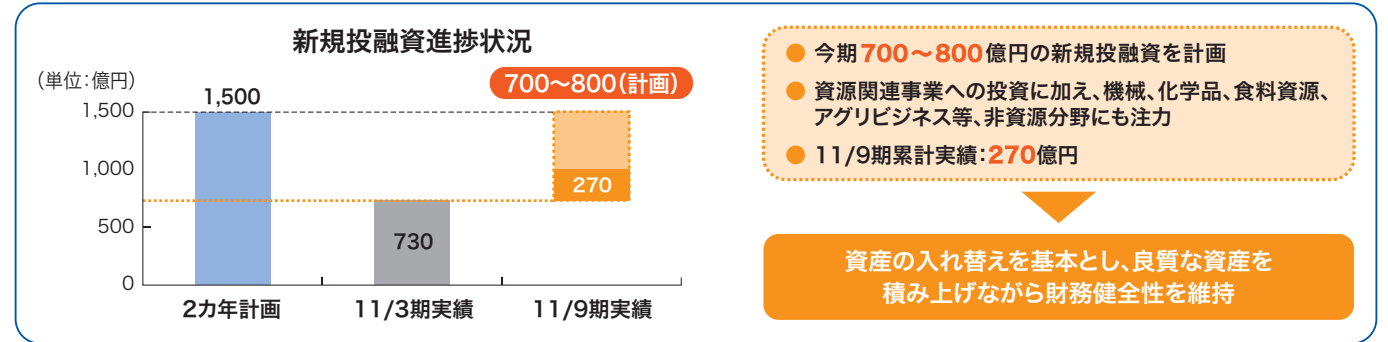 新規投融資進捗状況
（単位：億円）
700～800（計画）
1,500
1,500
1,000
500
0
270
730
2カ年計画
11/3期実績
11/9期実績
● 今期700～800億円の新規投融資を計画
● 資源関連事業への投資に加え、機械、化学品、食料資源、
アグリビジネス等、非資源分野にも注力
● 11/9期累計実績：270億円
資産の入れ替えを基本とし、良質な資産を
積み上げながら財務健全性を維持